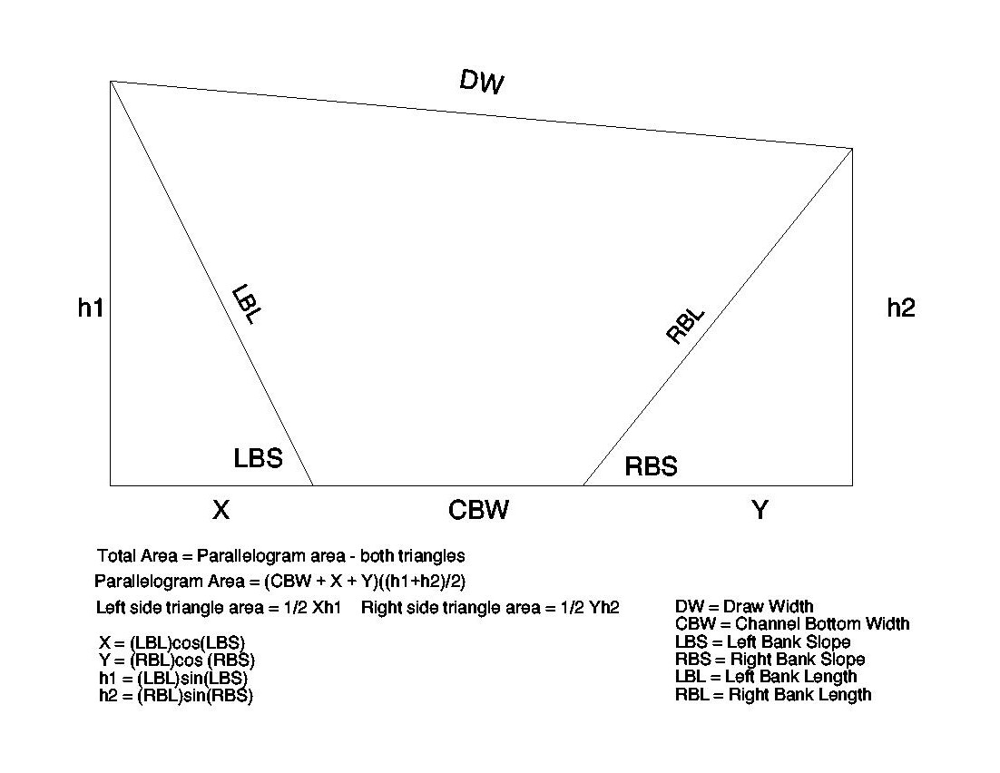 DW
h1
LBL
RBL
h2
LBS
RBS
X
CBW
Y
Total Area = Parallelogram area - both triangles
Parallelogram Area = (CBW + X + Y)((h1+h2)/2)
Left side triangle area = 1/2 Xh1 Right side triangle area = 1/2 Yh2
X = (LBL)cos(LBS)
Y = (RBL)cos (RBS)
h1 = (LBL)sin(LBS)
h2 = (RBL)sin(RBS)
DW = Draw Width
CBW = Channel Bottom Width
LBS = Left Bank Slope
RBS = Right Bank Slope
LBL = Left Bank Length
RBL = Right Bank Length